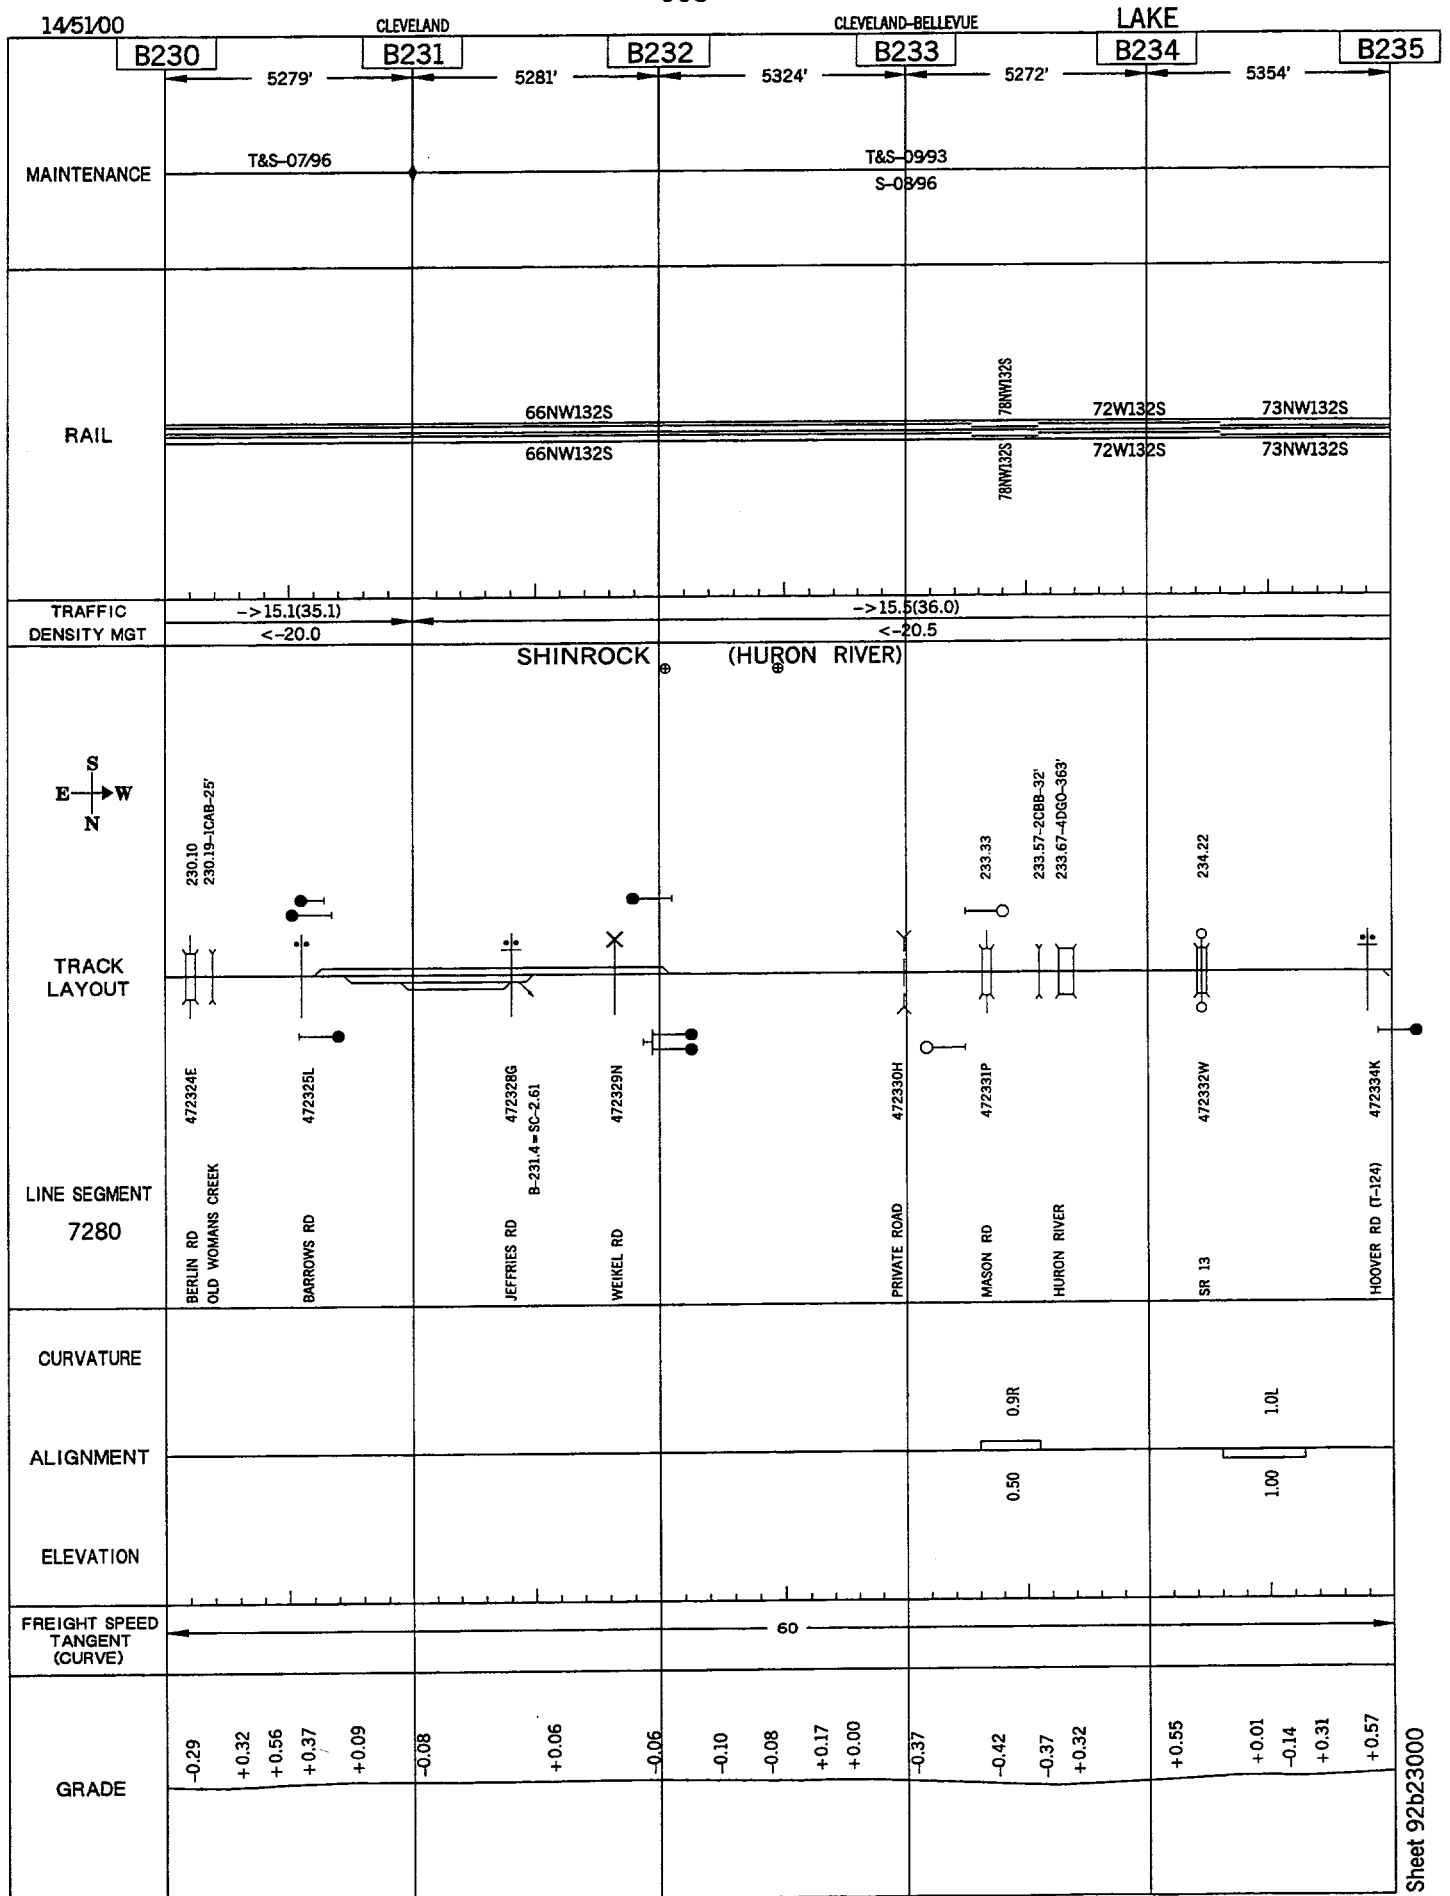 14/51/00 CLEVELAND CLEVELAND-BELLEVUE LAKE
B230 B231 B232 B233 B234 B235
5279' 5281' 5324' 5272' 5354'
T&S-07/96 T&S-09/93
MAINTENANCE
S-08/96
78NW132S
66NW132S 72W132S 73NW132S
RAIL
66NW132S 72W132S 73NW132S
78NW132S
TRAFFIC ->15.1(35.1) ->15.5(36.0)
DENSITY MGT <-20.0 <-20.5
SHINROCK (HURON RIVER)
S
E W
N
230.10
230.19-1CAB-25'
233.33
233.57-2CBB-32'
233.67-4DGO-363'
234.22
TRACK
LAYOUT
472324E
472325L
472328G
B-231.4=SC-2.61
472329N
472330H
472331P
472332W
472334K
LINE SEGMENT
7280
BERLIN RD
OLD WOMANS CREEK
BARROWS RD
JEFFRIES RD
WEIKEL RD
PRIVATE ROAD
MASON RD
HURON RIVER
SR 13
HOOVER RD (T-124)
CURVATURE
0.9R 1.0L
ALIGNMENT
0.50 1.00
ELEVATION
FREIGHT SPEED
TANGENT
(CURVE)
60
GRADE
-0.29
+0.32
+0.56
+0.37
+0.09
-0.08
+0.06
-0.06
-0.10
-0.08
+0.17
+0.00
-0.37
-0.42
-0.37
+0.32
+0.55
+0.01
-0.14
+0.31
+0.57
Sheet 92b23000